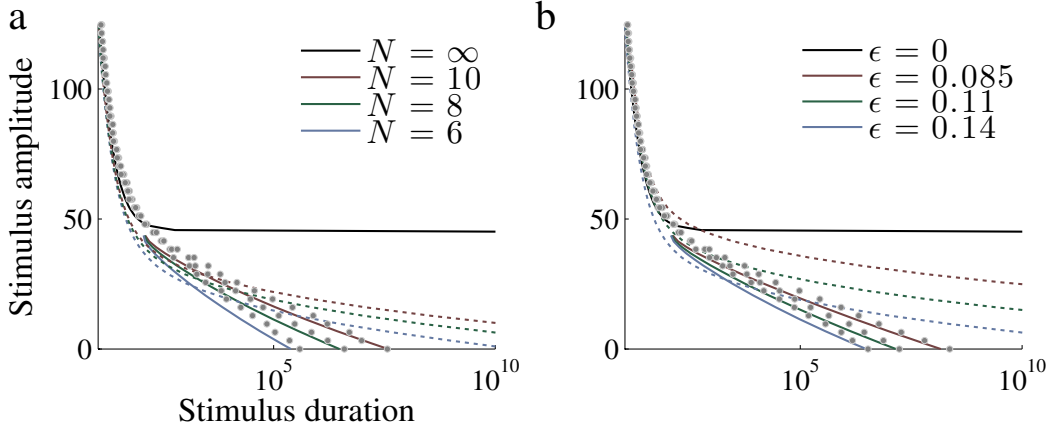 a
Stimulus amplitude
100
50
0
N = ∞
N = 10
N = 8
N = 6
10^5
10^10
Stimulus duration
b
100
50
0
ϵ = 0
ϵ = 0.085
ϵ = 0.11
ϵ = 0.14
10^5
10^10